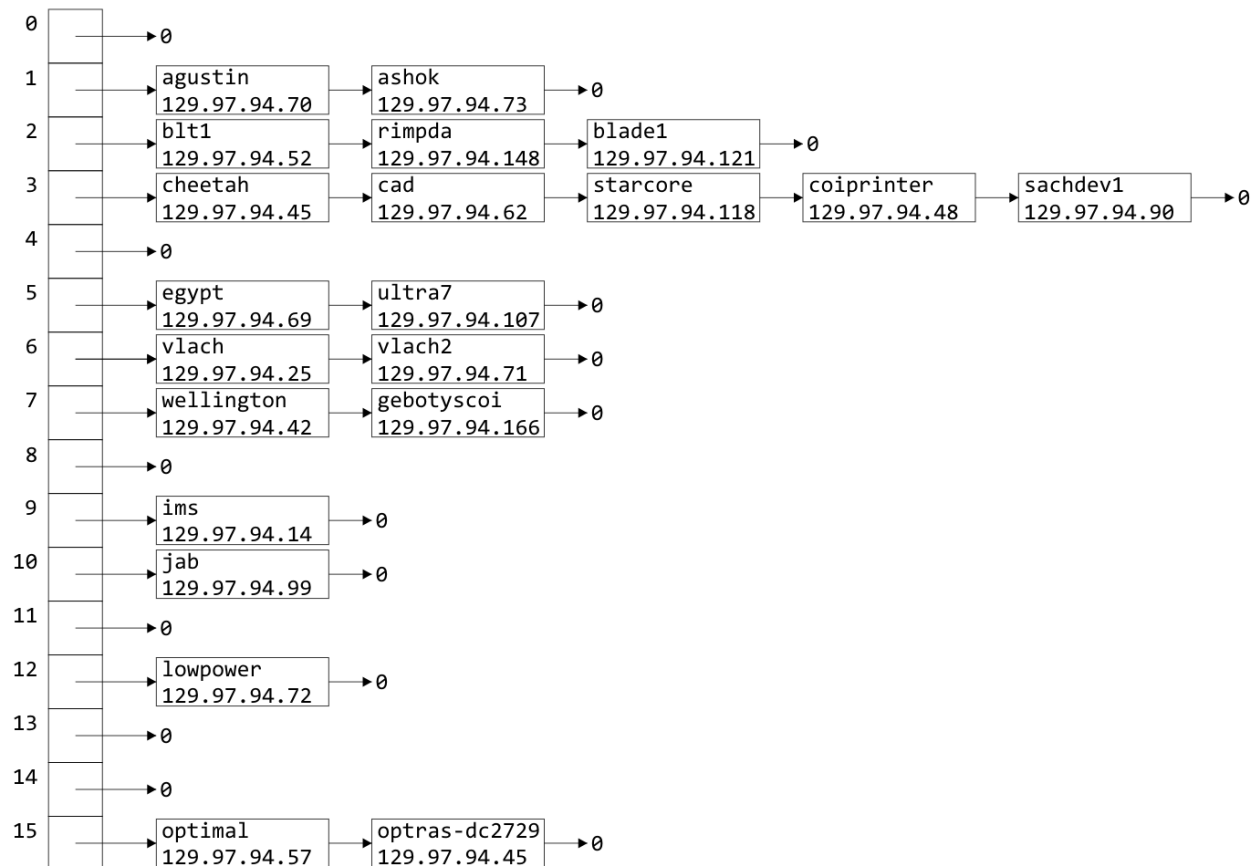 0
0
1
agustin
129.97.94.70
ashok
129.97.94.73
0
2
blt1
129.97.94.52
rimpda
129.97.94.148
blade1
129.97.94.121
0
3
cheetah
129.97.94.45
cad
129.97.94.62
starcore
129.97.94.118
coiprinter
129.97.94.48
sachdev1
129.97.94.90
0
4
0
5
egypt
129.97.94.69
ultra7
129.97.94.107
0
6
vlach
129.97.94.25
vlach2
129.97.94.71
0
7
wellington
129.97.94.42
gebotyscoi
129.97.94.166
0
8
0
9
ims
129.97.94.14
0
10
jab
129.97.94.99
0
11
0
12
lowpower
129.97.94.72
0
13
0
14
0
15
optimal
129.97.94.57
optras-dc2729
129.97.94.45
0